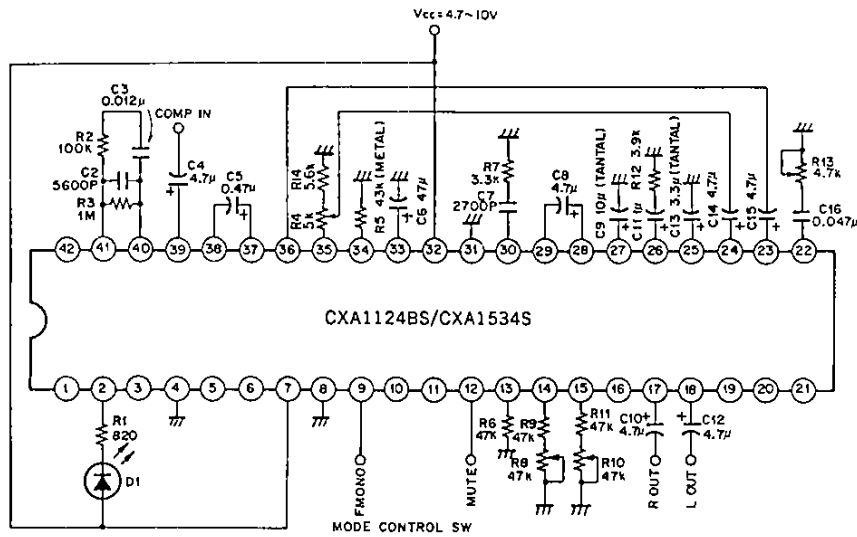 Vcc=4.7~10V
C3
0.012µ
COMP IN
R2
100K
C2
5600P
R3
1M
C4
4.7µ
C5
0.47µ
R14
5.6k
R4
5k
R5 43k (METAL)
C6 47µ
R7
3.3k
C7
2700P
C8
4.7µ
C9 10µ (TANTAL)
C11 1µ
R12 3.9k
C13 3.3µ (TANTAL)
C14 4.7µ
C15 4.7µ
R13
4.7k
C16
0.047µ
42 41 40 39 38 37 36 35 34 33 32 31 30 29 28 27 26 25 24 23 22
CXA1124BS/CXA1534S
1 2 3 4 5 6 7 8 9 10 11 12 13 14 15 16 17 18 19 20 21
R1
820
D1
FMONO
MUTE
R6
47k
R9
47k
R8
47k
R11
47k
R10
47k
C10
4.7µ
C12
4.7µ
R OUT
L OUT
MODE CONTROL SW